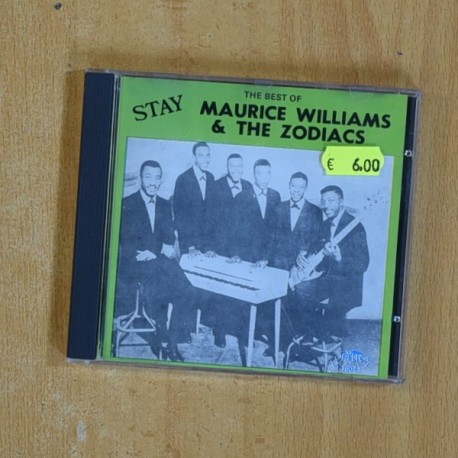 STAY
THE BEST OF
MAURICE WILLIAMS
& THE ZODIACS
€ 6.00